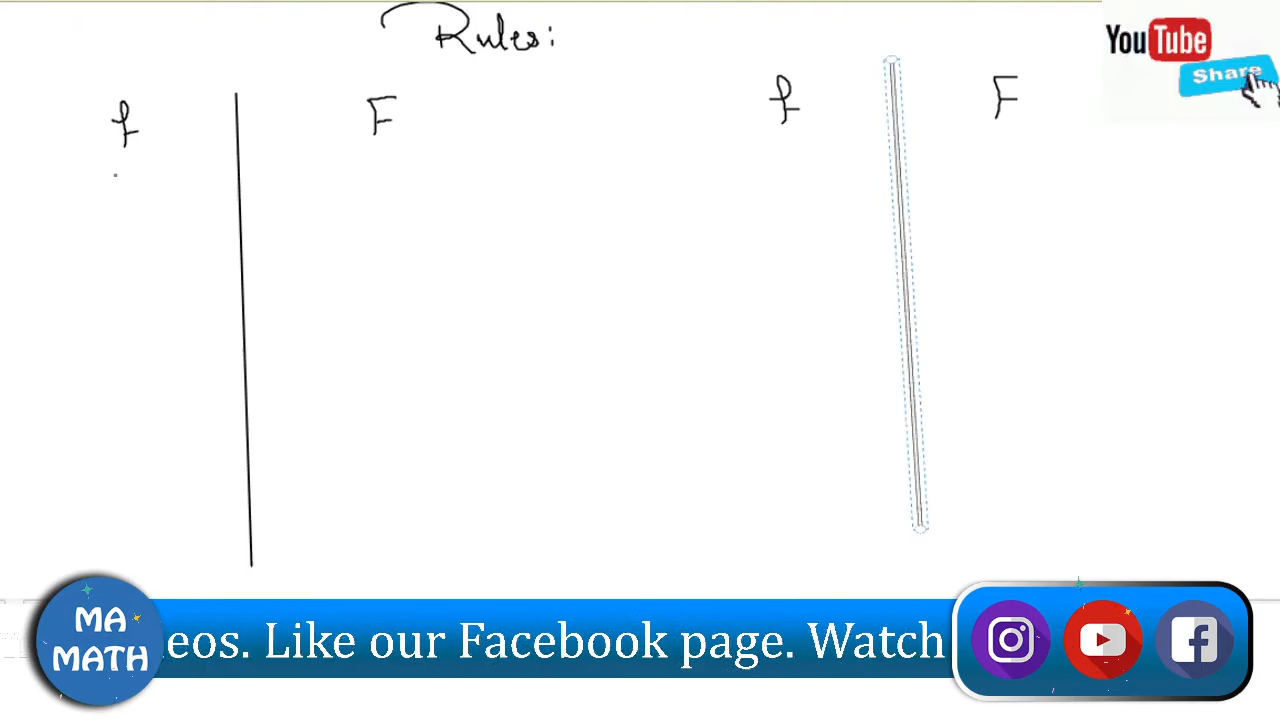 Rules:
YouTube
Share
f F f F
MA MATH
eos. Like our Facebook page. Watch